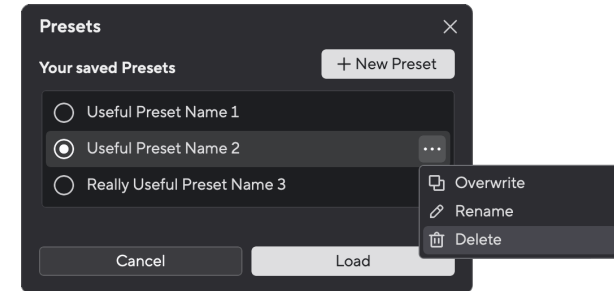 Presets
Your saved Presets
New Preset
Useful Preset Name 1
Useful Preset Name 2
Really Useful Preset Name 3
Overwrite
Rename
Delete
Cancel
Load